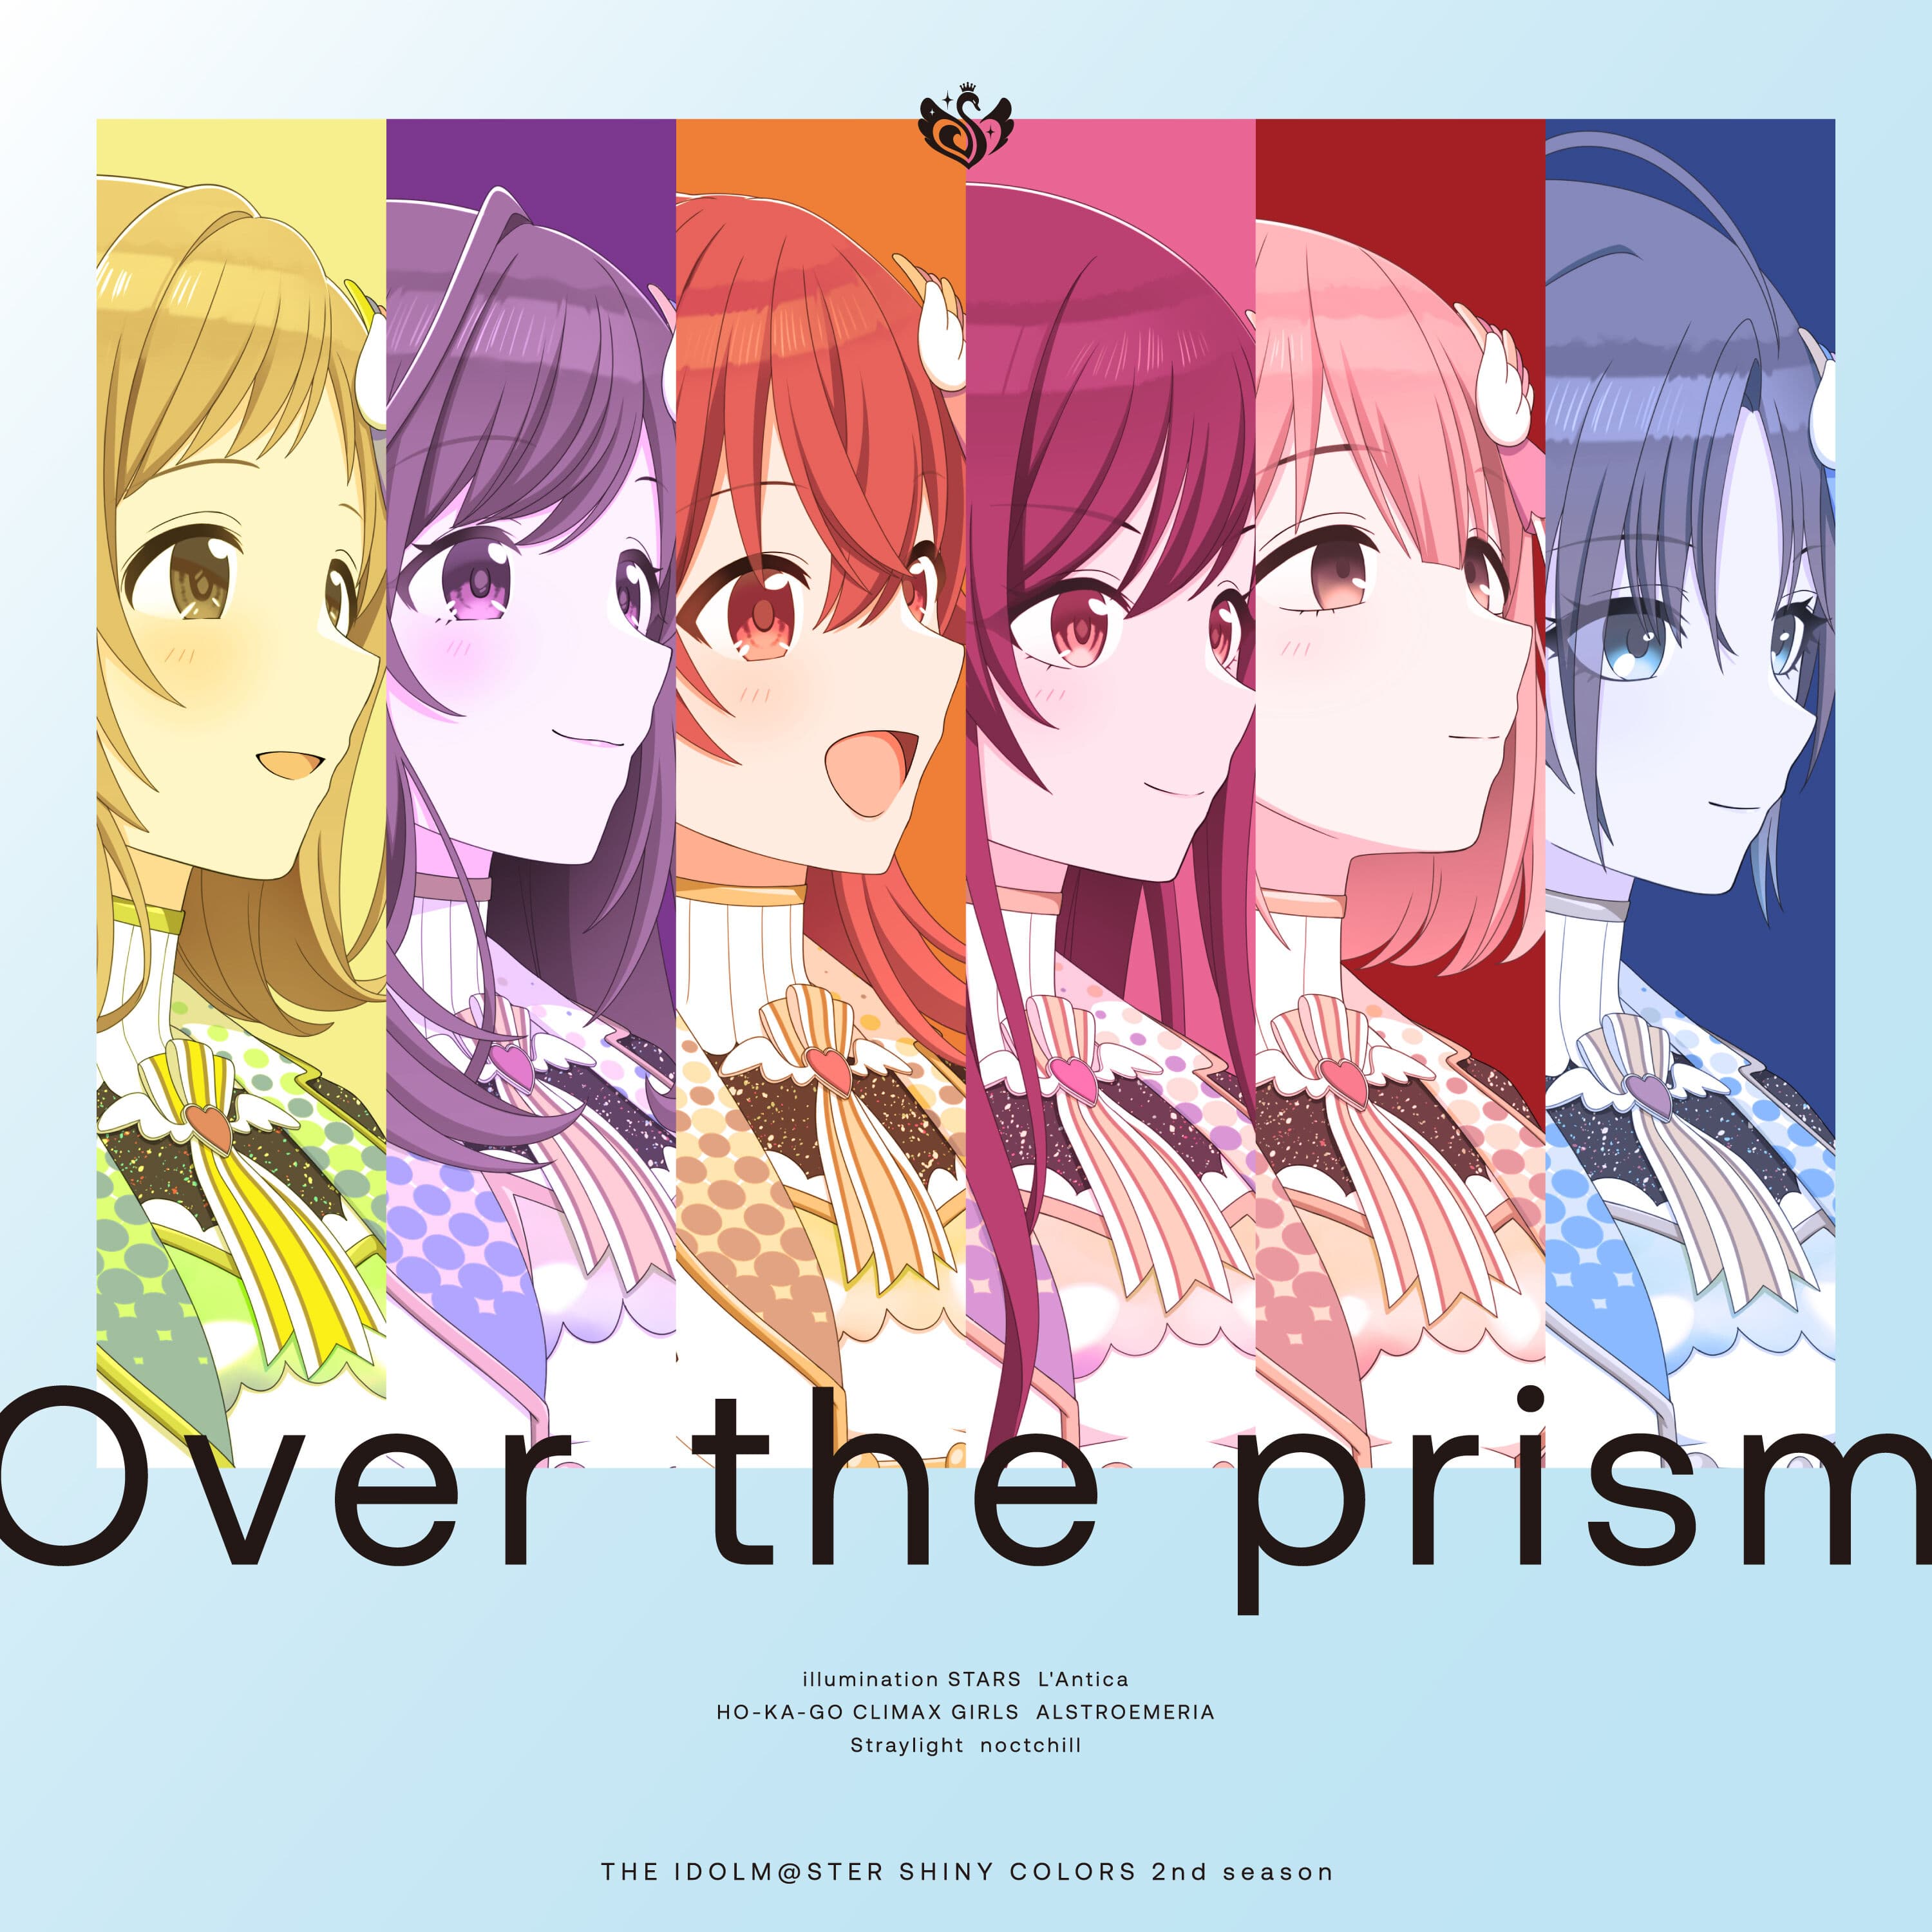 Over the prism
illumination STARS L'Antica
HO-KA-GO CLIMAX GIRLS ALSTROEMERIA
Straylight noctchill
THE IDOLM@STER SHINY COLORS 2nd season